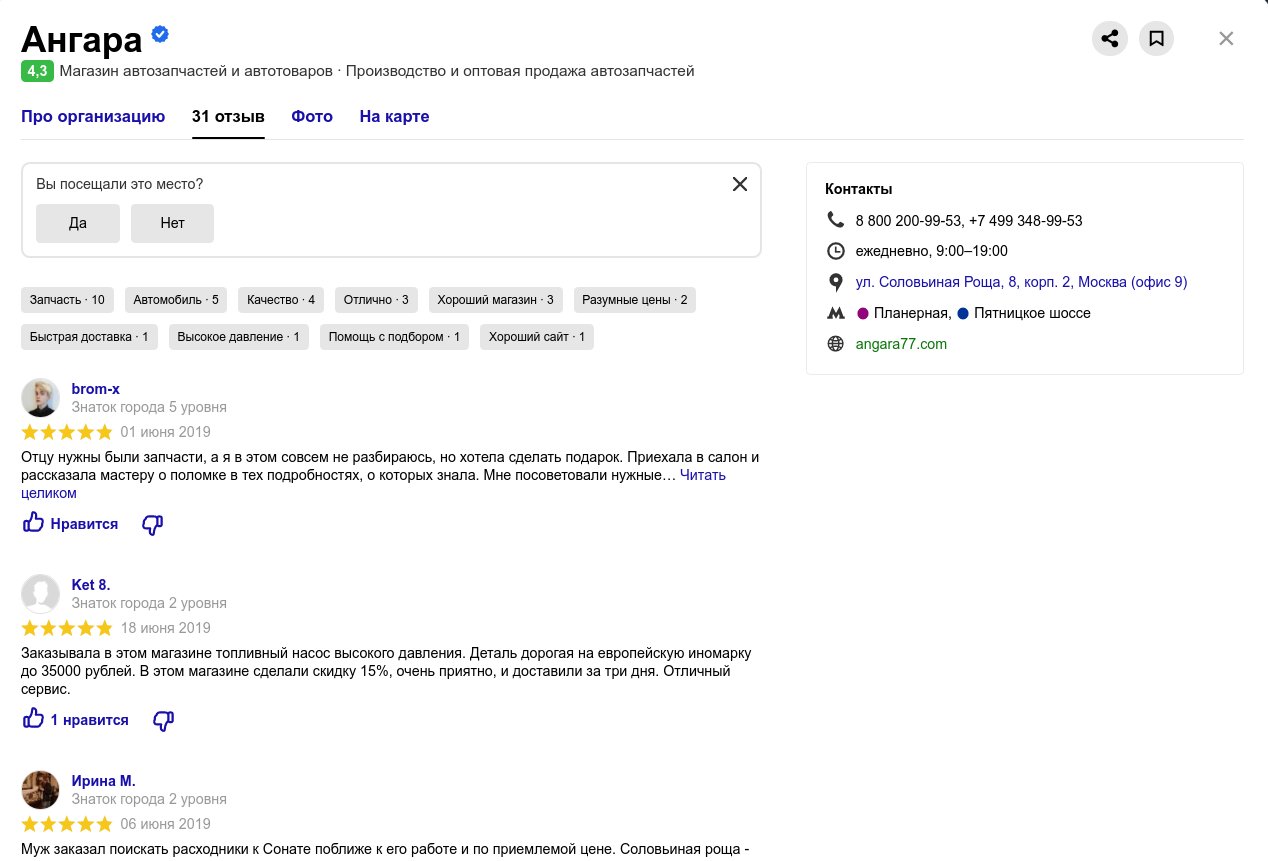 Ангара
4,3 Магазин автозапчастей и автотоваров · Производство и оптовая продажа автозапчастей
Про организацию 31 отзыв Фото На карте
Вы посещали это место?
Да Нет
Запчасть · 10 Автомобиль · 5 Качество · 4 Отлично · 3 Хороший магазин · 3 Разумные цены · 2
Быстрая доставка · 1 Высокое давление · 1 Помощь с подбором · 1 Хороший сайт · 1
brom-x
Знаток города 5 уровня
01 июня 2019
Отцу нужны были запчасти, а я в этом совсем не разбираюсь, но хотела сделать подарок. Приехала в салон и
рассказала мастеру о поломке в тех подробностях, о которых знала. Мне посоветовали нужные… Читать
целиком
Нравится
Ket 8.
Знаток города 2 уровня
18 июня 2019
Заказывала в этом магазине топливный насос высокого давления. Деталь дорогая на европейскую иномарку
до 35000 рублей. В этом магазине сделали скидку 15%, очень приятно, и доставили за три дня. Отличный
сервис.
1 нравится
Ирина М.
Знаток города 2 уровня
06 июня 2019
Муж заказал поискать расходники к Сонате поближе к его работе и по приемлемой цене. Соловьиная роща -
Контакты
8 800 200-99-53, +7 499 348-99-53
ежедневно, 9:00–19:00
ул. Соловьиная Роща, 8, корп. 2, Москва (офис 9)
Планерная, Пятницкое шоссе
angara77.com